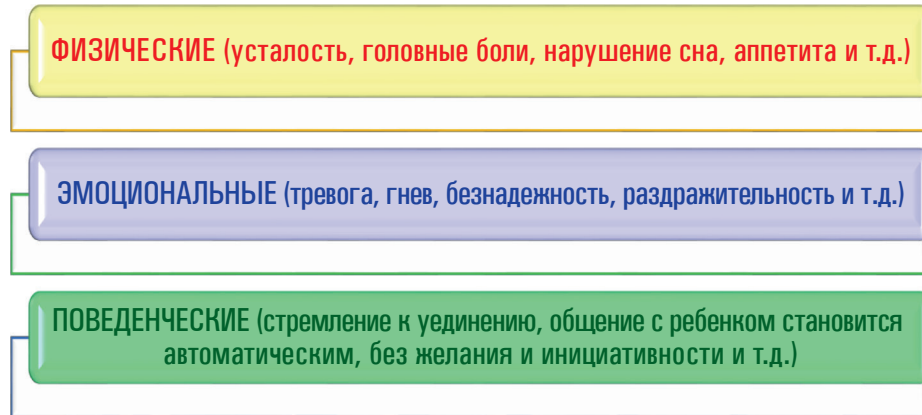 ФИЗИЧЕСКИЕ (усталость, головные боли, нарушение сна, аппетита и т.д.)
ЭМОЦИОНАЛЬНЫЕ (тревога, гнев, безнадежность, раздражительность и т.д.)
ПОВЕДЕНЧЕСКИЕ (стремление к уединению, общение с ребенком становится
автоматическим, без желания и инициативности и т.д.)